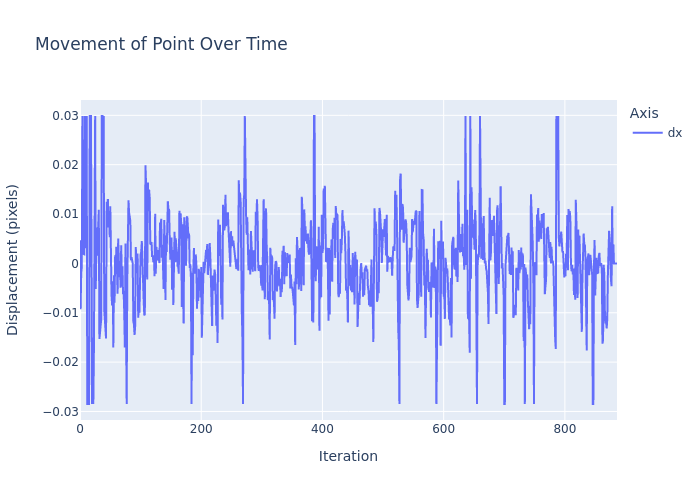 Movement of Point Over Time
Axis
dx
Displacement (pixels)
0.03
0.02
0.01
0
−0.01
−0.02
−0.03
0 200 400 600 800
Iteration